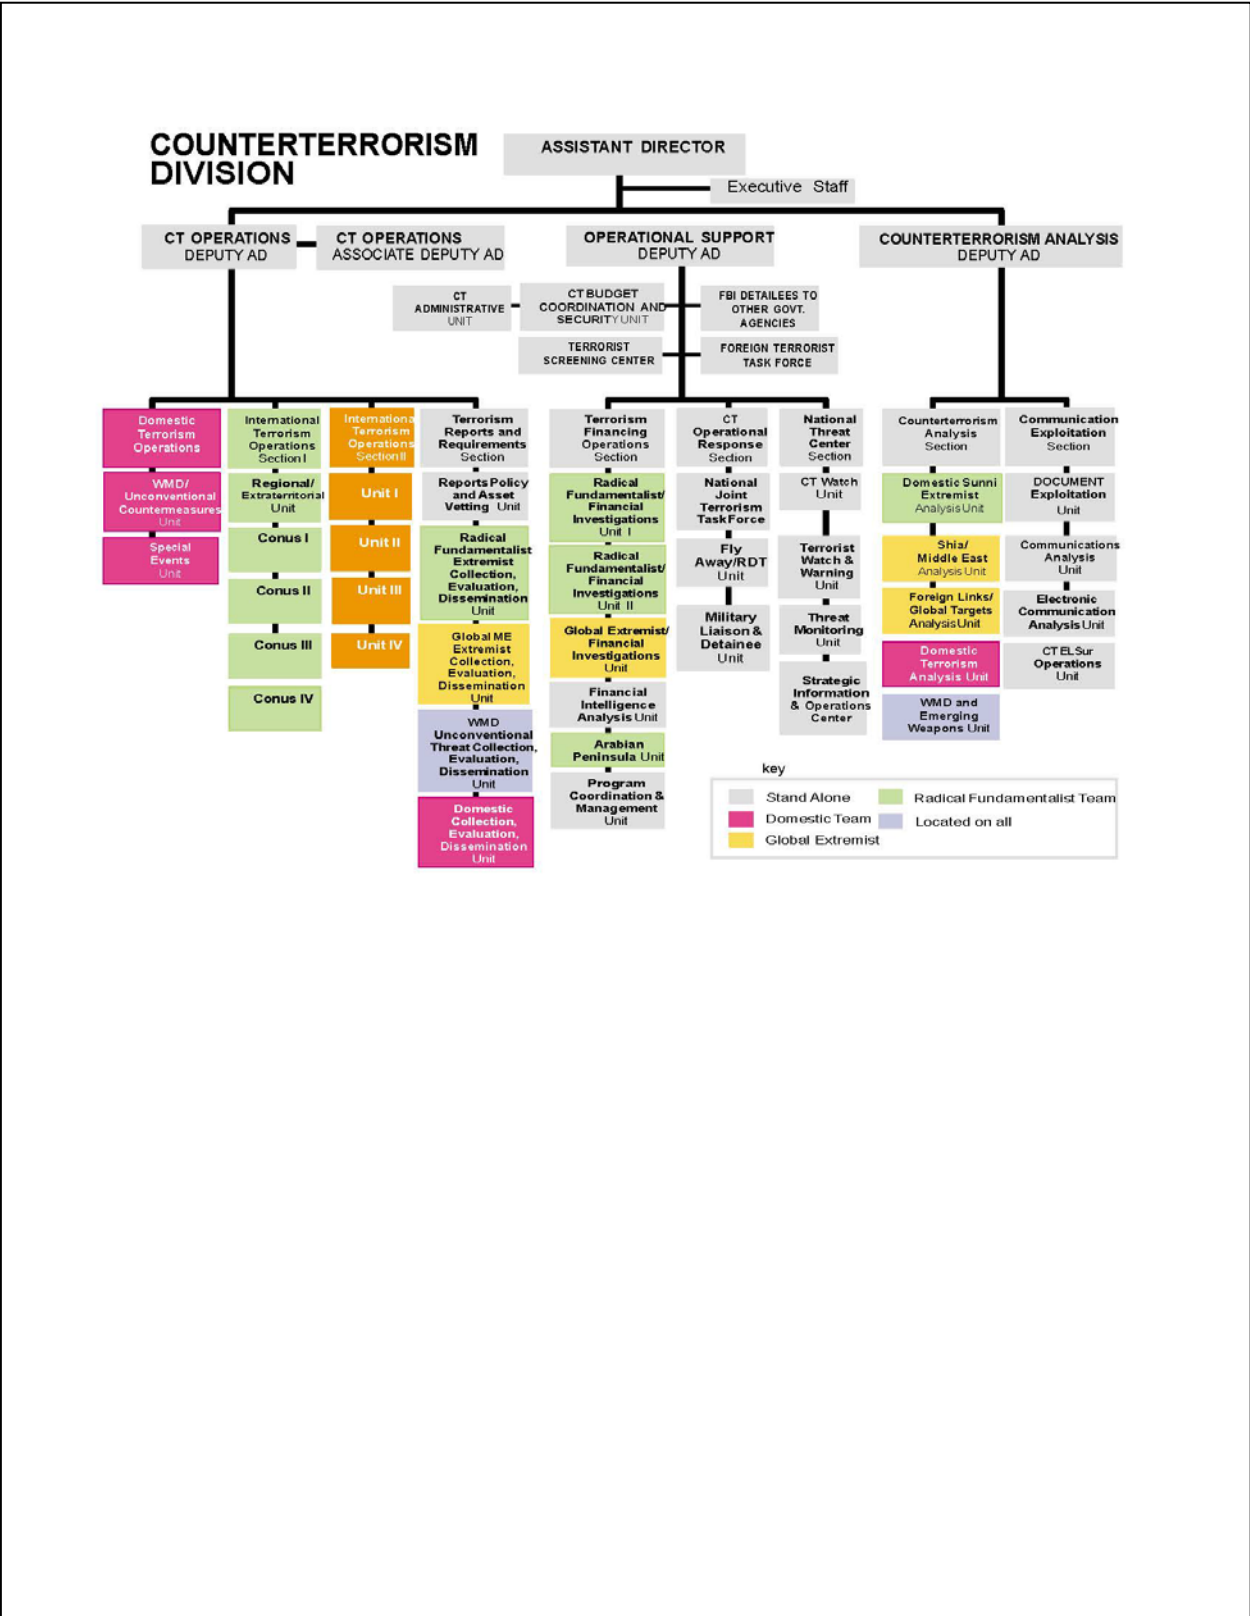 COUNTERTERRORISM
DIVISION
ASSISTANT DIRECTOR
Executive Staff
CT OPERATIONS
DEPUTY AD
CT OPERATIONS
ASSOCIATE DEPUTY AD
OPERATIONAL SUPPORT
DEPUTY AD
COUNTERTERRORISM ANALYSIS
DEPUTY AD
CT
ADMINISTRATIVE
UNIT
CT BUDGET
COORDINATION AND
SECURITY UNIT
FBI DETAILEES TO
OTHER GOVT.
AGENCIES
TERRORIST
SCREENING CENTER
FOREIGN TERRORIST
TASK FORCE
Domestic
Terrorism
Operations
WMD/
Unconventional
Countermeasures
Unit
Special
Events
Unit
International
Terrorism
Operations
Section I
Regional/
Extraterritorial
Unit
Conus I
Conus II
Conus III
Conus IV
Internationa
Terrorism
Operations
Section II
Unit I
Unit II
Unit III
Unit IV
Terrorism
Reports and
Requirements
Section
Reports Policy
and Asset
Vetting Unit
Radical
Fundamentalist
Extremist
Collection,
Evaluation,
Dissemination
Unit
Global ME
Extremist
Collection,
Evaluation,
Dissemination
Unit
WMD
Unconventional
Threat Collection,
Evaluation,
Dissemination
Unit
Domestic
Collection,
Evaluation,
Dissemination
Unit
Terrorism
Financing
Operations
Section
Radical
Fundamentalist/
Financial
Investigations
Unit I
Radical
Fundamentalist/
Financial
Investigations
Unit II
Global Extremist/
Financial
Investigations
Unit
Financial
Intelligence
Analysis Unit
Arabian
Peninsula Unit
Program
Coordination &
Management
Unit
CT
Operational
Response
Section
National
Joint
Terrorism
Task Force
Fly
Away/RDT
Unit
Military
Liaison &
Detainee
Unit
National
Threat
Center
Section
CT Watch
Unit
Terrorist
Watch &
Warning
Unit
Threat
Monitoring
Unit
Strategic
Information
& Operations
Center
Counterterrorism
Analysis
Section
Domestic Sunni
Extremist
Analysis Unit
Shia/
Middle East
Analysis Unit
Foreign Links/
Global Targets
Analysis Unit
Domestic
Terrorism
Analysis Unit
WMD and
Emerging
Weapons Unit
Communication
Exploitation
Section
DOCUMENT
Exploitation
Unit
Communications
Analysis
Unit
Electronic
Communication
Analysis Unit
CT ELSur
Operations
Unit
key
Stand Alone
Domestic Team
Global Extremist
Radical Fundamentalist Team
Located on all